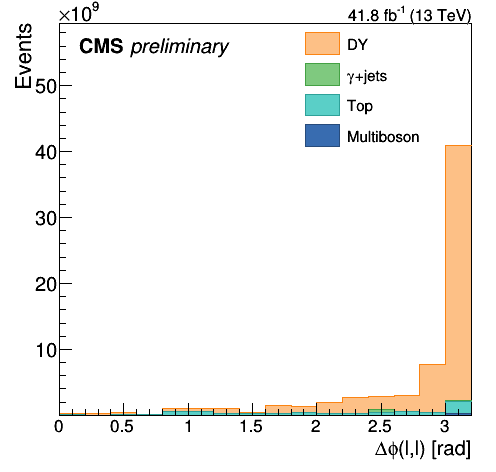 ×10⁹
41.8 fb⁻¹ (13 TeV)
Events
CMS preliminary
DY
γ+jets
Top
Multiboson
50
40
30
20
10
0 0.5 1 1.5 2 2.5 3
Δϕ(l,l) [rad]